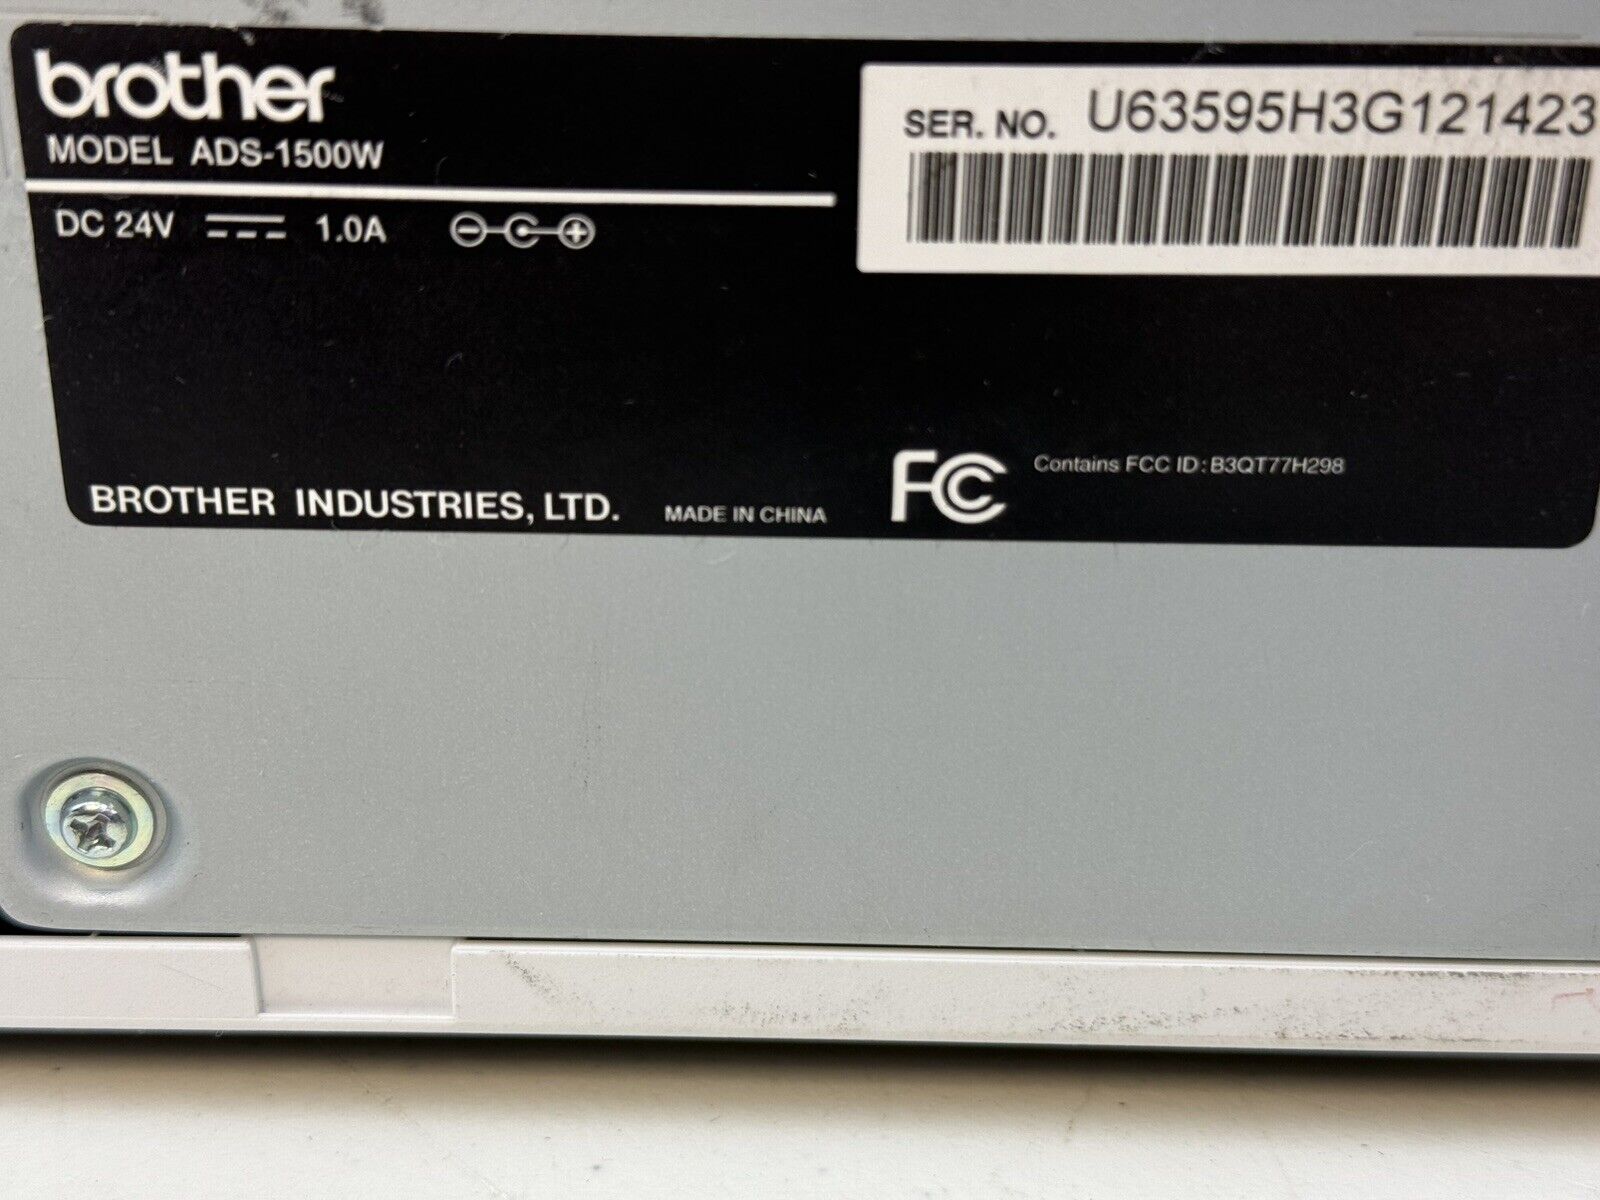 brother
MODEL ADS-1500W
SER. NO. U63595H3G121423
DC 24V 1.0A
Contains FCC ID: B3QT77H298
FC
BROTHER INDUSTRIES, LTD. MADE IN CHINA